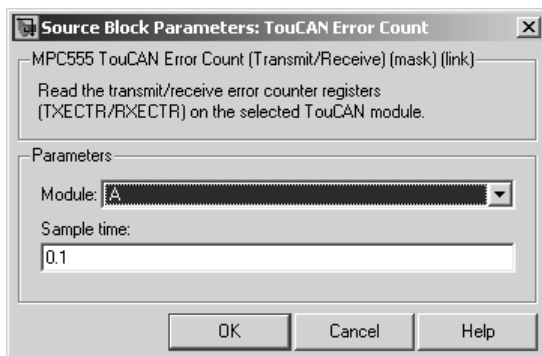 Source Block Parameters: TouCAN Error Count
MPC555 TouCAN Error Count (Transmit/Receive) (mask) (link)
Read the transmit/receive error counter registers
(TXECTR/RXECTR) on the selected TouCAN module.
Parameters
Module: A
Sample time:
0.1
OK Cancel Help